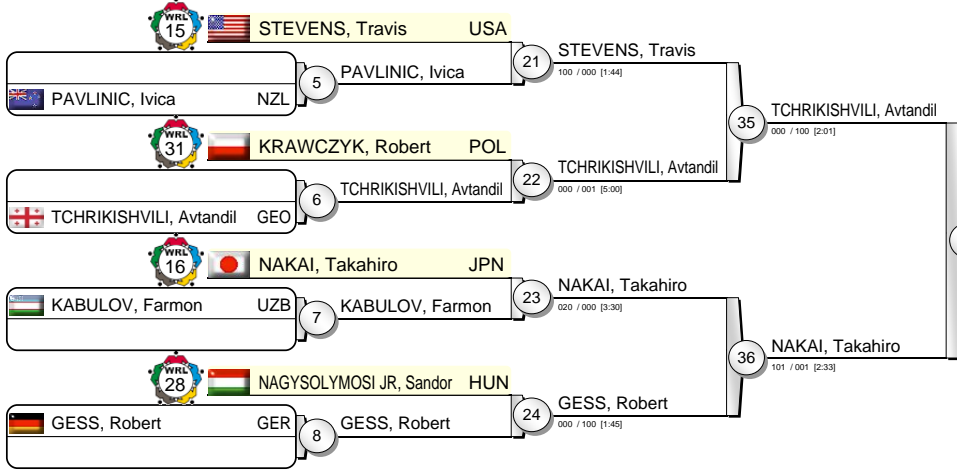 WRL
15
STEVENS, Travis USA
21
STEVENS, Travis
100 / 000 [1:44]
5
PAVLINIC, Ivica
PAVLINIC, Ivica NZL
35
TCHRIKISHVILI, Avtandil
000 / 100 [2:01]
WRL
31
KRAWCZYK, Robert POL
22
TCHRIKISHVILI, Avtandil
000 / 001 [5:00]
6
TCHRIKISHVILI, Avtandil
TCHRIKISHVILI, Avtandil GEO
WRL
16
NAKAI, Takahiro JPN
23
NAKAI, Takahiro
020 / 000 [3:30]
KABULOV, Farmon UZB
7
KABULOV, Farmon
36
NAKAI, Takahiro
101 / 001 [2:33]
WRL
28
NAGYSOLYMOSI JR, Sandor HUN
24
GESS, Robert
000 / 100 [1:45]
GESS, Robert GER
8
GESS, Robert